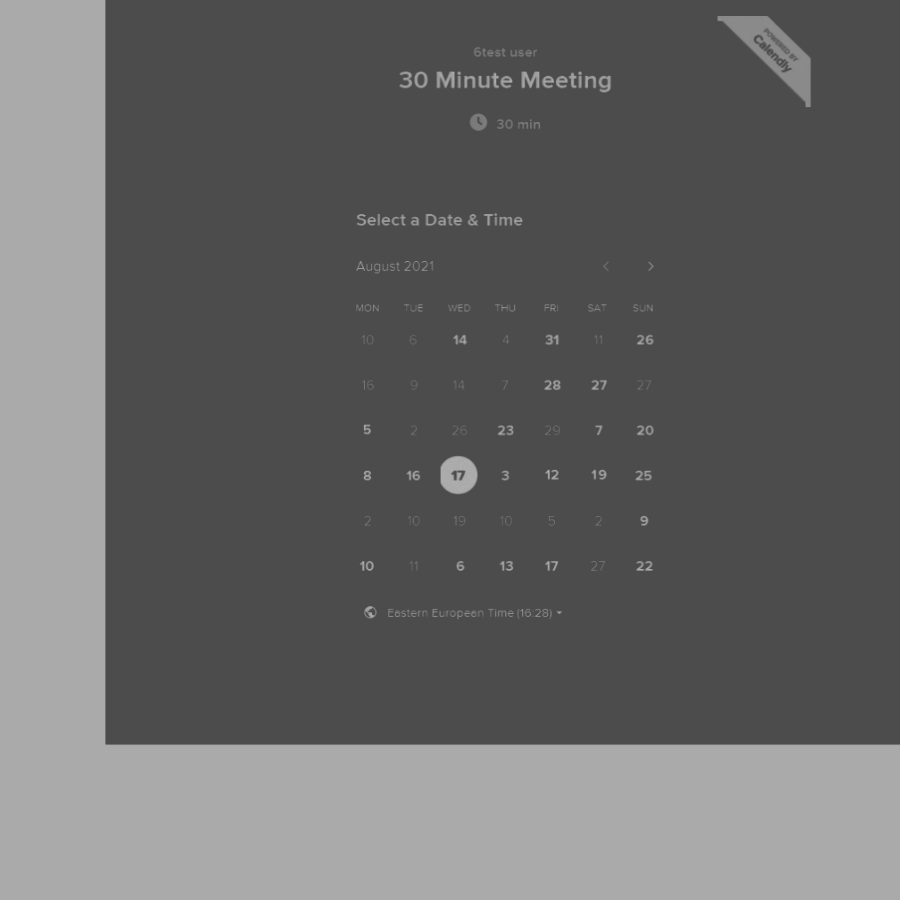 6test user
30 Minute Meeting
30 min
POWERED BY
Calendly
Select a Date & Time
August 2021
MON TUE WED THU FRI SAT SUN
10 6 14 4 31 11 26
16 9 14 7 28 27 27
5 2 26 23 29 7 20
8 16 17 3 12 19 25
2 10 19 10 5 2 9
10 11 6 13 17 27 22
Eastern European Time (16:28)